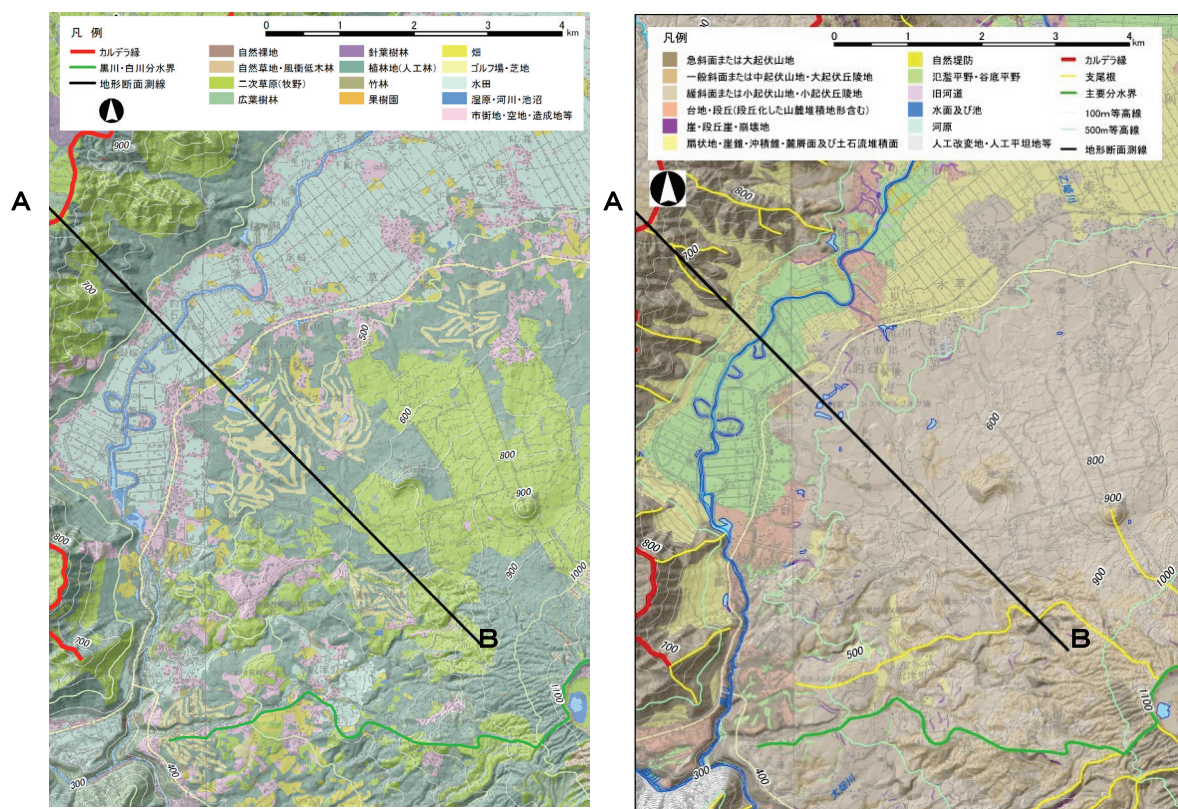 凡例
0 1 2 3 4
km
カルデラ縁
黒川・白川分水界
地形断面測線
自然裸地
自然草地・風衝低木林
二次草原(牧野)
広葉樹林
針葉樹林
植林地(人工林)
竹林
果樹園
畑
ゴルフ場・芝地
水田
湿原・河川・池沼
市街地・空地・造成地等
900
A
700
500
600
800
900
900
1000
800
700
B
1100
400
300
凡例
0 1 2 3 4
km
急斜面または大起伏山地
一般斜面または中起伏山地・大起伏丘陵地
緩斜面または小起伏山地・小起伏丘陵地
台地・段丘(段丘化した山麓堆積地形含む)
崖・段丘崖・崩壊地
扇状地・崖錐・沖積錐・麓屑面及び土石流堆積面
自然堤防
氾濫平野・谷底平野
旧河道
水面及び池
河原
人工改変地・人工平坦地等
カルデラ縁
支尾根
主要分水界
100m等高線
500m等高線
地形断面測線
800
乙姫川
A
700
永草
的石
600
800
900
800
900
1000
700
500
B
1100
400
300